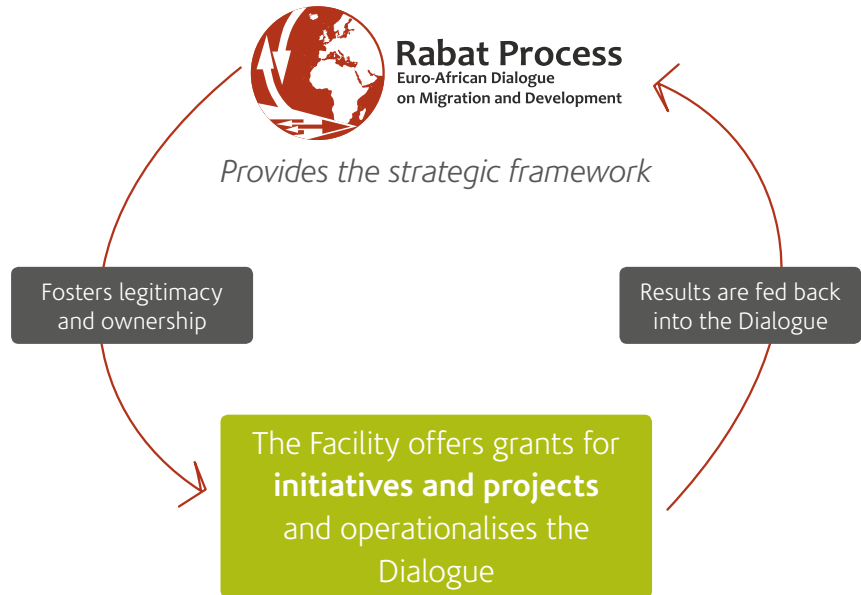 Rabat Process
Euro-African Dialogue
on Migration and Development
Provides the strategic framework
Fosters legitimacy
and ownership
Results are fed back
into the Dialogue
The Facility offers grants for
initiatives and projects
and operationalises the
Dialogue